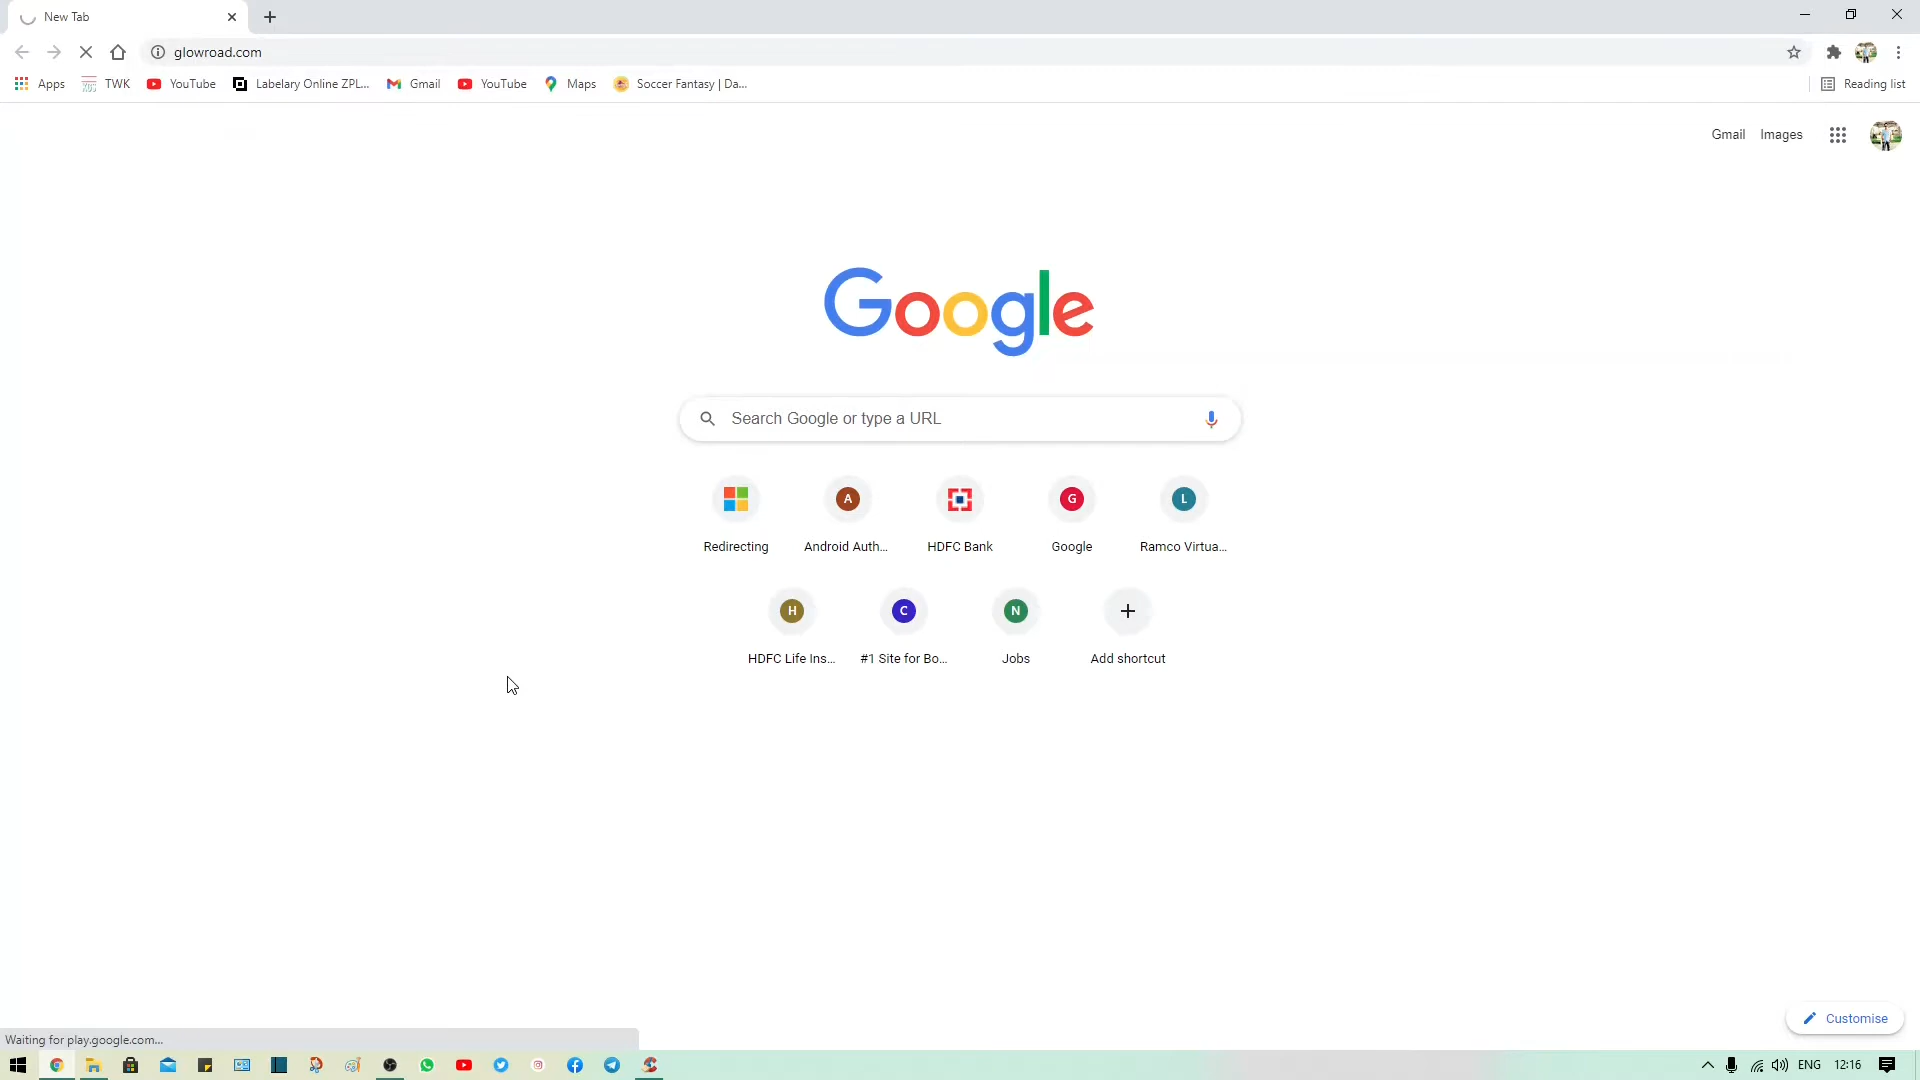 New Tab
glowroad.com
Apps TWK YouTube Labelary Online ZPL... Gmail YouTube Maps Soccer Fantasy | Da... Reading list
Gmail Images
Google
Search Google or type a URL
A G L
Redirecting Android Auth... HDFC Bank Google Ramco Virtua...
H C N
HDFC Life Ins... #1 Site for Bo... Jobs Add shortcut
Customise
Waiting for play.google.com...
ENG 12:16